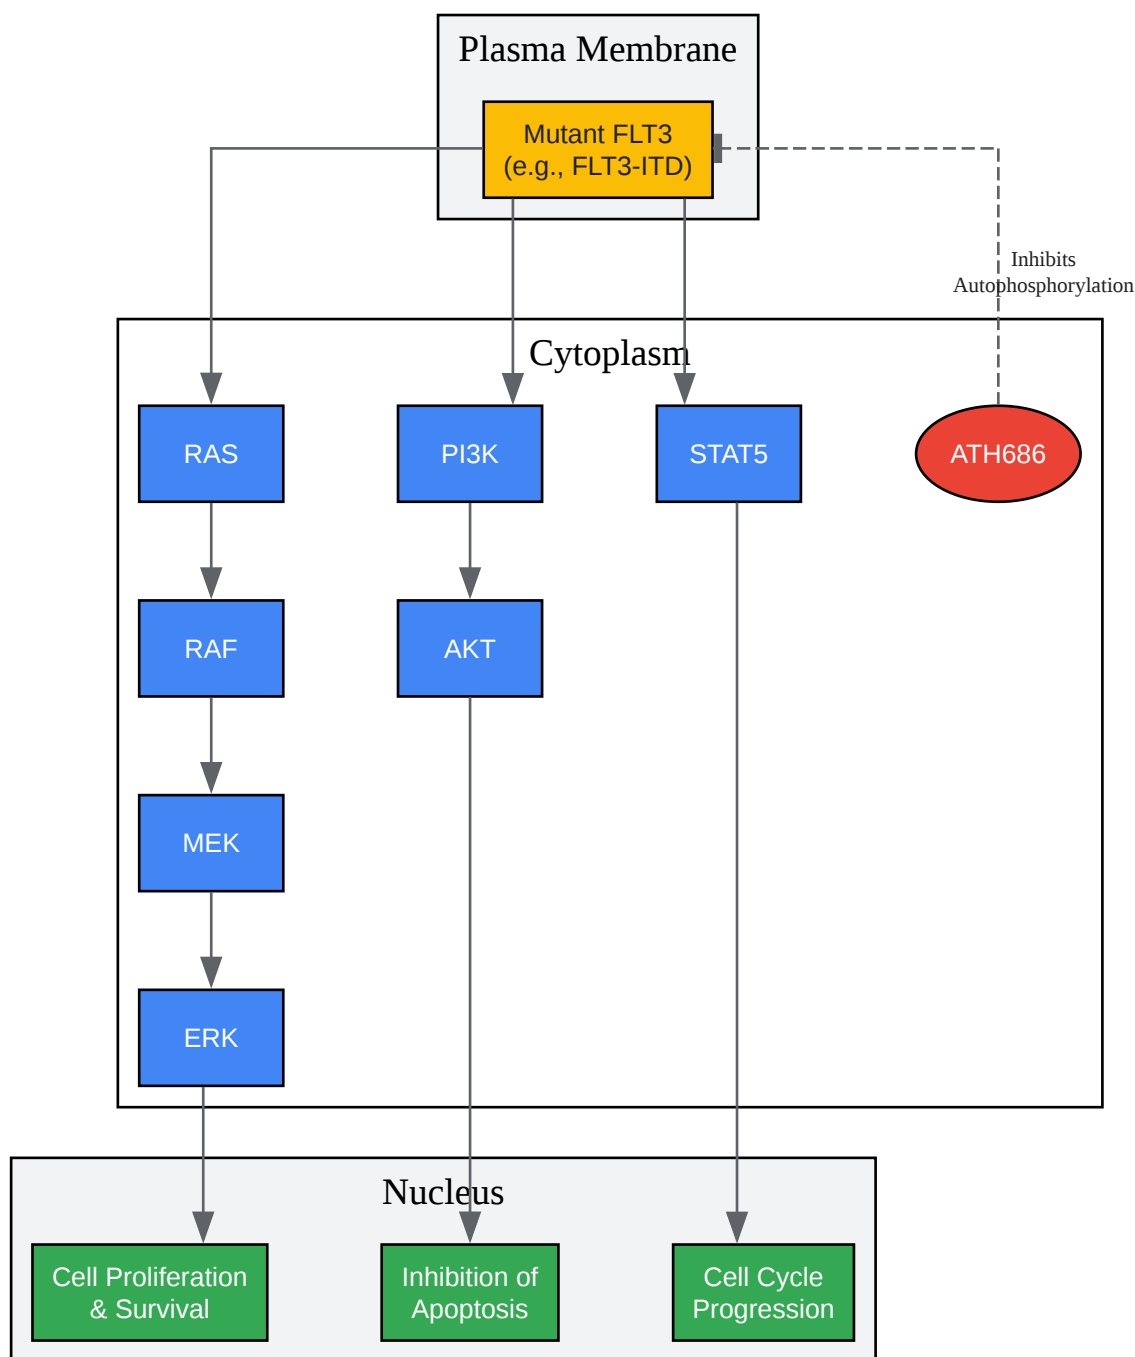 Plasma Membrane
Mutant FLT3
(e.g., FLT3-ITD)
Inhibits
Autophosphorylation
Cytoplasm
RAS
PI3K
STAT5
ATH686
RAF
AKT
MEK
ERK
Nucleus
Cell Proliferation
& Survival
Inhibition of
Apoptosis
Cell Cycle
Progression